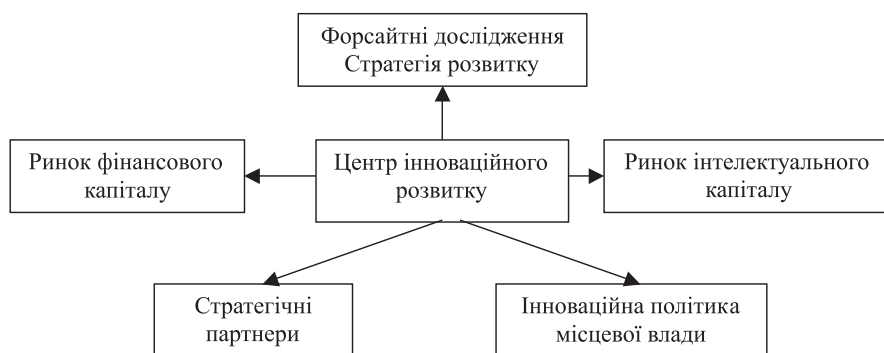 Форсайтні дослідження
Стратегія розвитку
Ринок фінансового
капіталу
Центр інноваційного
розвитку
Ринок інтелектуального
капіталу
Стратегічні
партнери
Інноваційна політика
місцевої влади